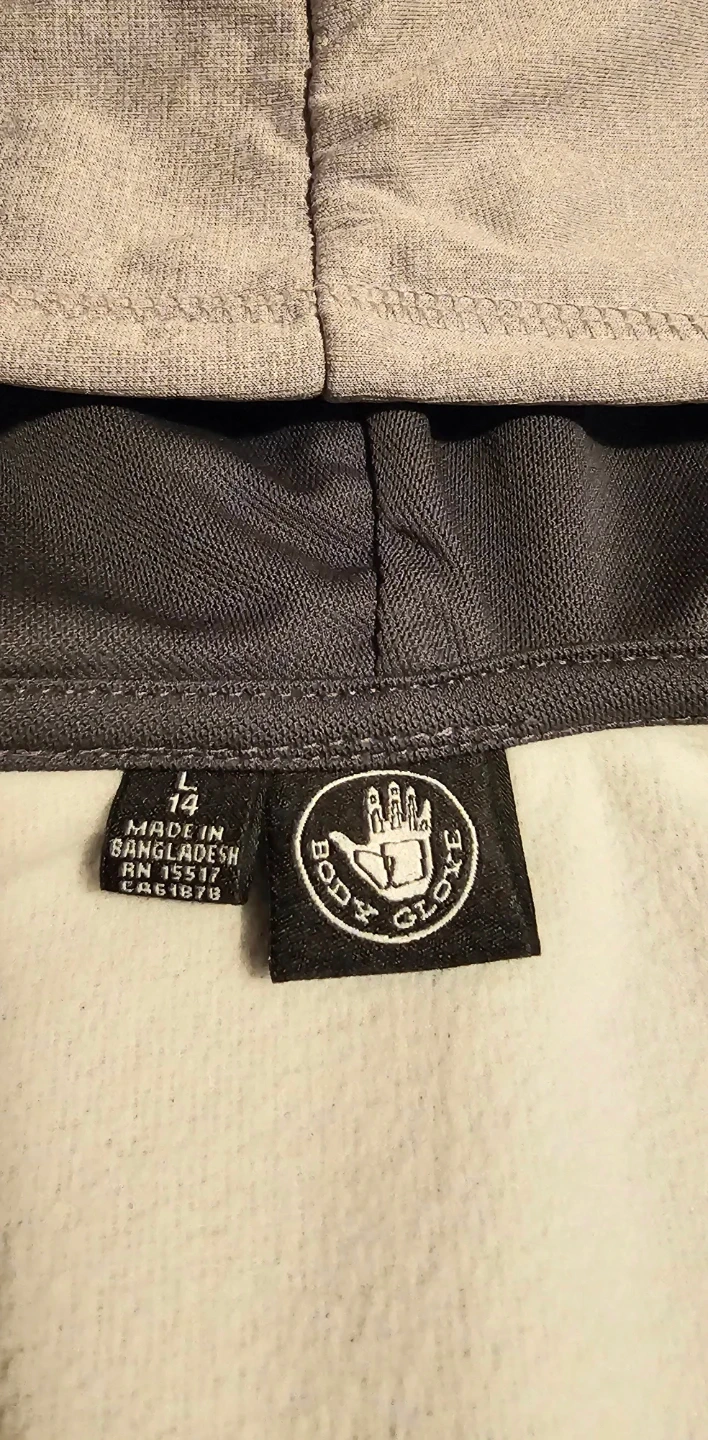 L
14
MADE IN
BANGLADESH
RN 15517
CA61878
BODY GLOVE